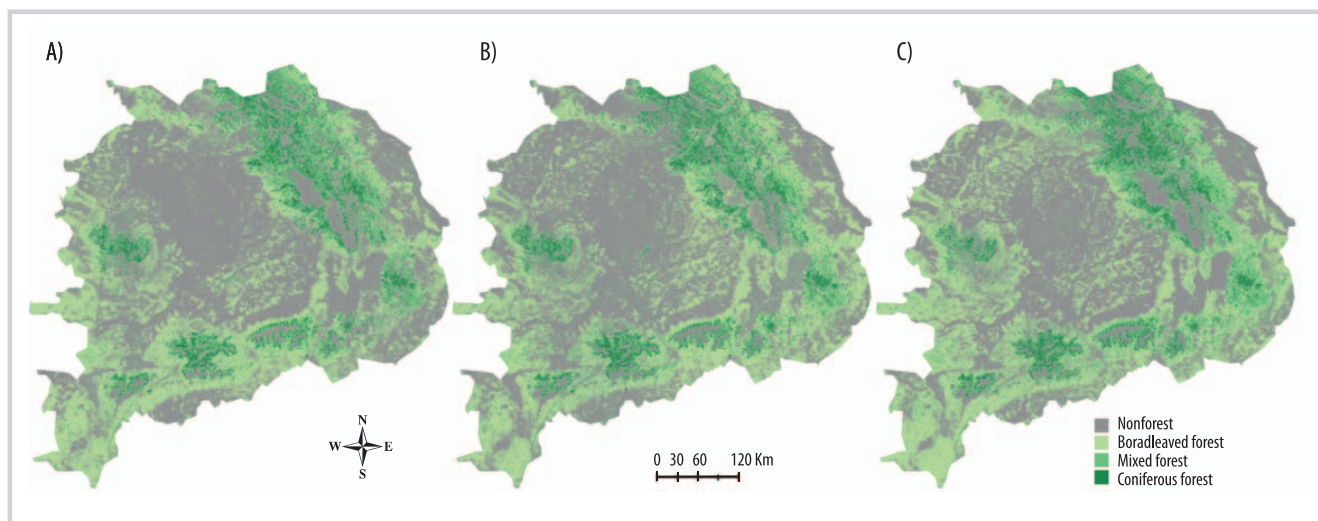 A)
B)
C)
N
W E
S
0 30 60 120 Km
Nonforest
Boradleaved forest
Mixed forest
Coniferous forest